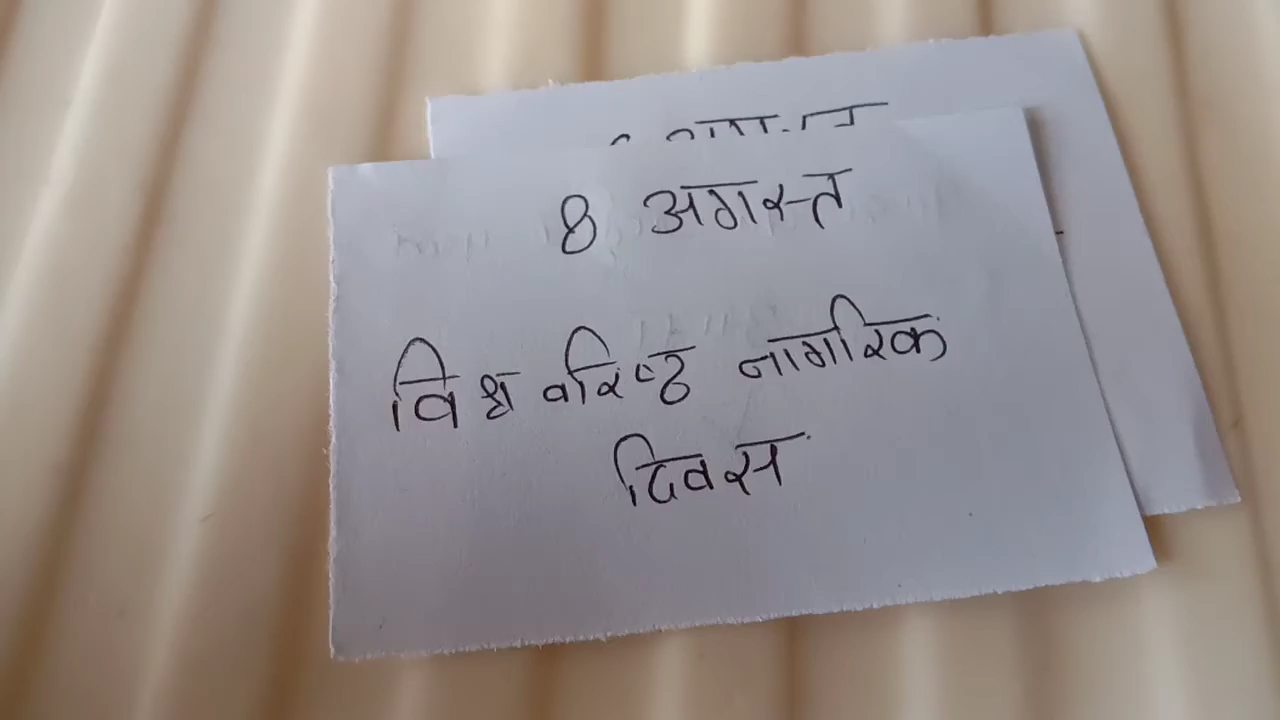 8 अगस्त
विश्व वरिष्ठ नागरिक
दिवस